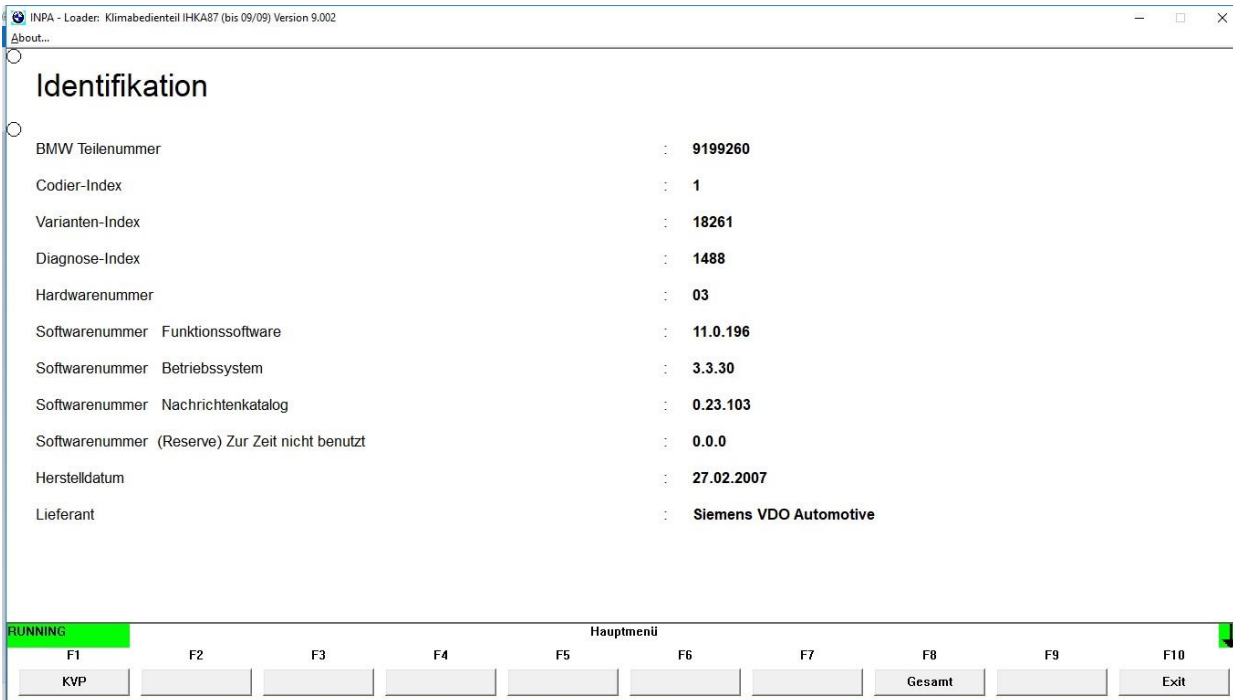 INPA - Loader: Klimabedienteil IHKA87 (bis 09/09) Version 9.002
About...
Identifikation
BMW Teilenummer : 9199260
Codier-Index : 1
Varianten-Index : 18261
Diagnose-Index : 1488
Hardwarenummer : 03
Softwarenummer Funktionssoftware : 11.0.196
Softwarenummer Betriebssystem : 3.3.30
Softwarenummer Nachrichtenkatalog : 0.23.103
Softwarenummer (Reserve) Zur Zeit nicht benutzt : 0.0.0
Herstelldatum : 27.02.2007
Lieferant : Siemens VDO Automotive
RUNNING Hauptmenü
F1 F2 F3 F4 F5 F6 F7 F8 F9 F10
KVP Gesamt Exit